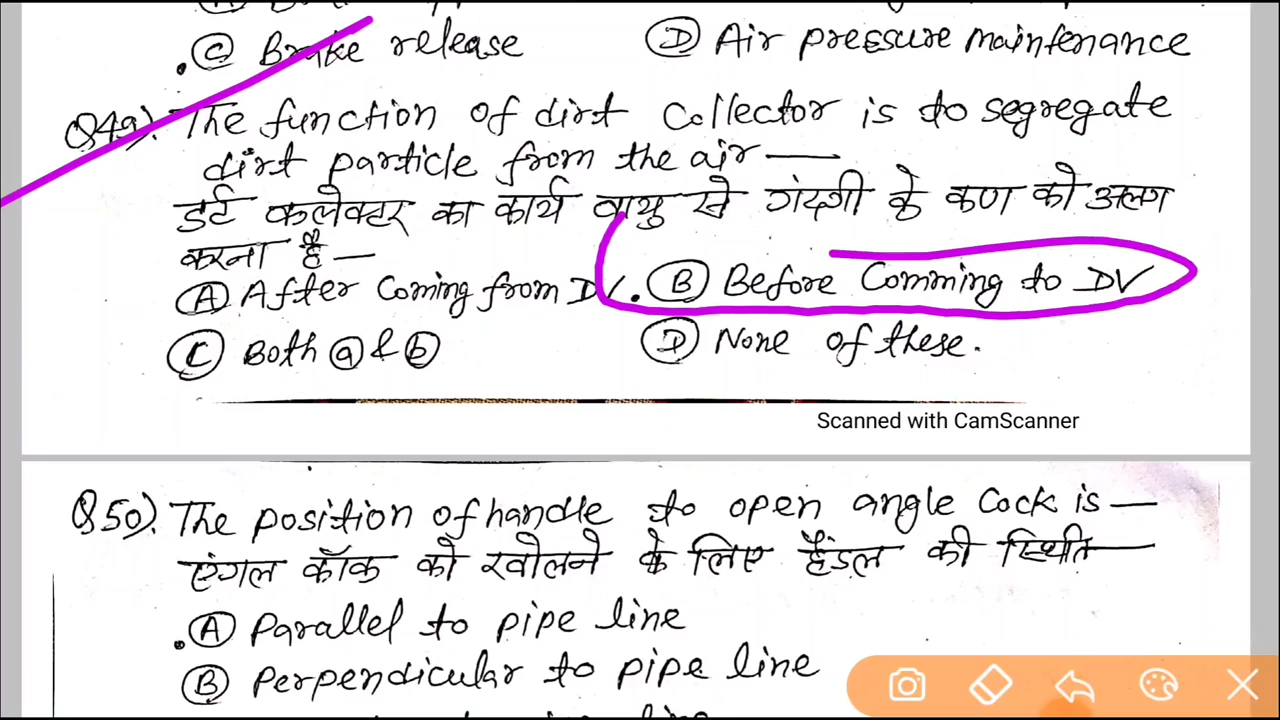 .Ⓒ Brake release Ⓓ Air pressure maintenance
Q49). The function of dirt Collector is to segregate
dirt particle from the air —
डर्ट कलेक्टर का कार्य वायु से गंदगी के कण को अलग
करना है —
Ⓐ After Coming from DV. Ⓑ Before Comming to DV
Ⓒ Both ⓐ & ⓑ Ⓓ None of these.
Scanned with CamScanner
Q50). The position of handle to open angle Cock is —
एंगल कॉक को खोलने के लिए हैंडल की स्थिति —
.Ⓐ Parallel to pipe line
Ⓑ Perpendicular to pipe line